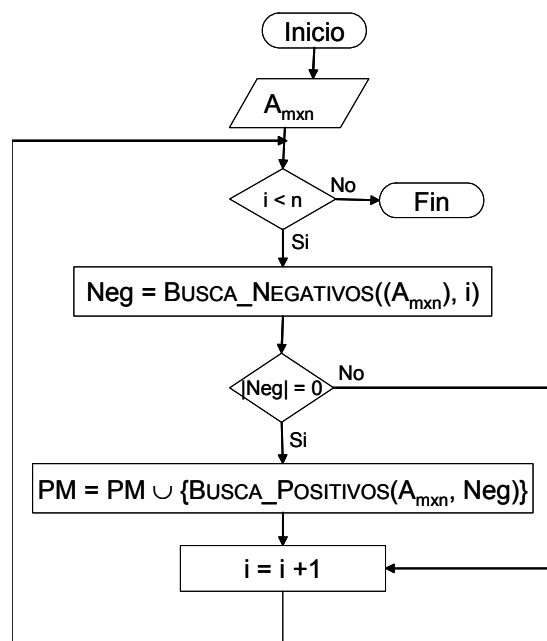 Inicio
Amxn
i < n
No
Fin
Si
Neg = BUSCA_NEGATIVOS((Amxn), i)
|Neg| = 0
No
Si
PM = PM ∪ {BUSCA_POSITIVOS(Amxn, Neg)}
i = i +1